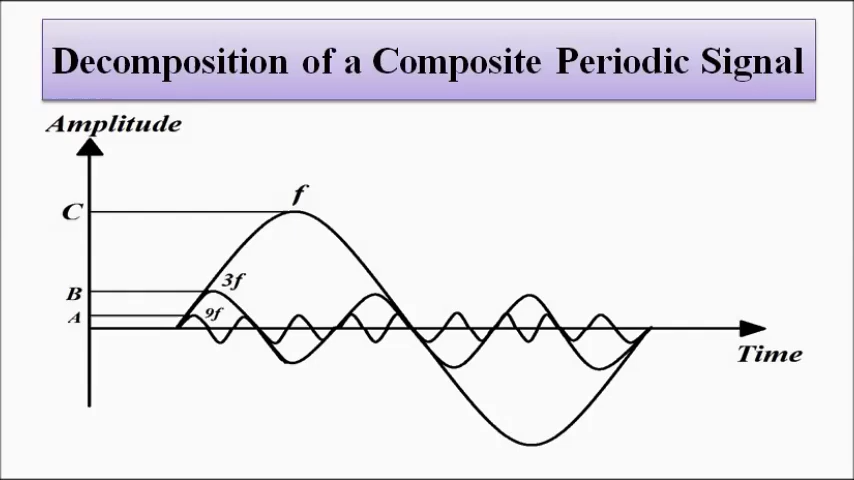 Decomposition of a Composite Periodic Signal
Amplitude
C
f
B
3f
A
9f
Time